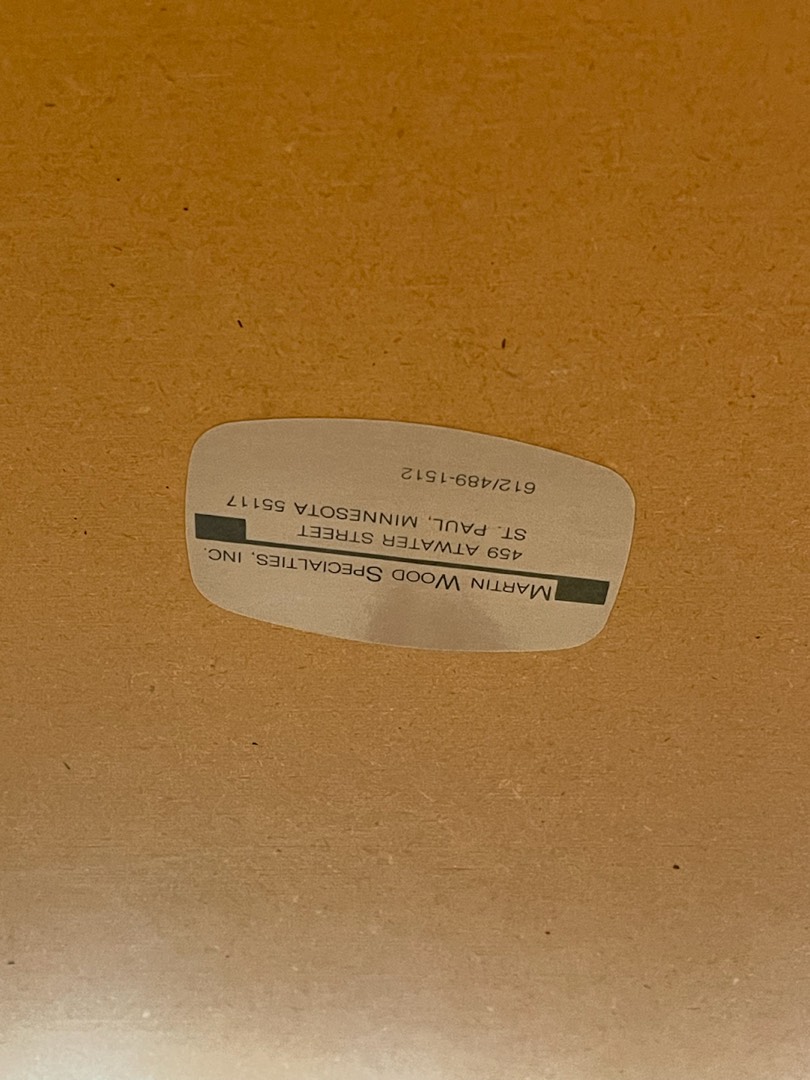 MARTIN WOOD SPECIALTIES, INC.
459 ATWATER STREET
ST. PAUL, MINNESOTA 55117
612/489-1512